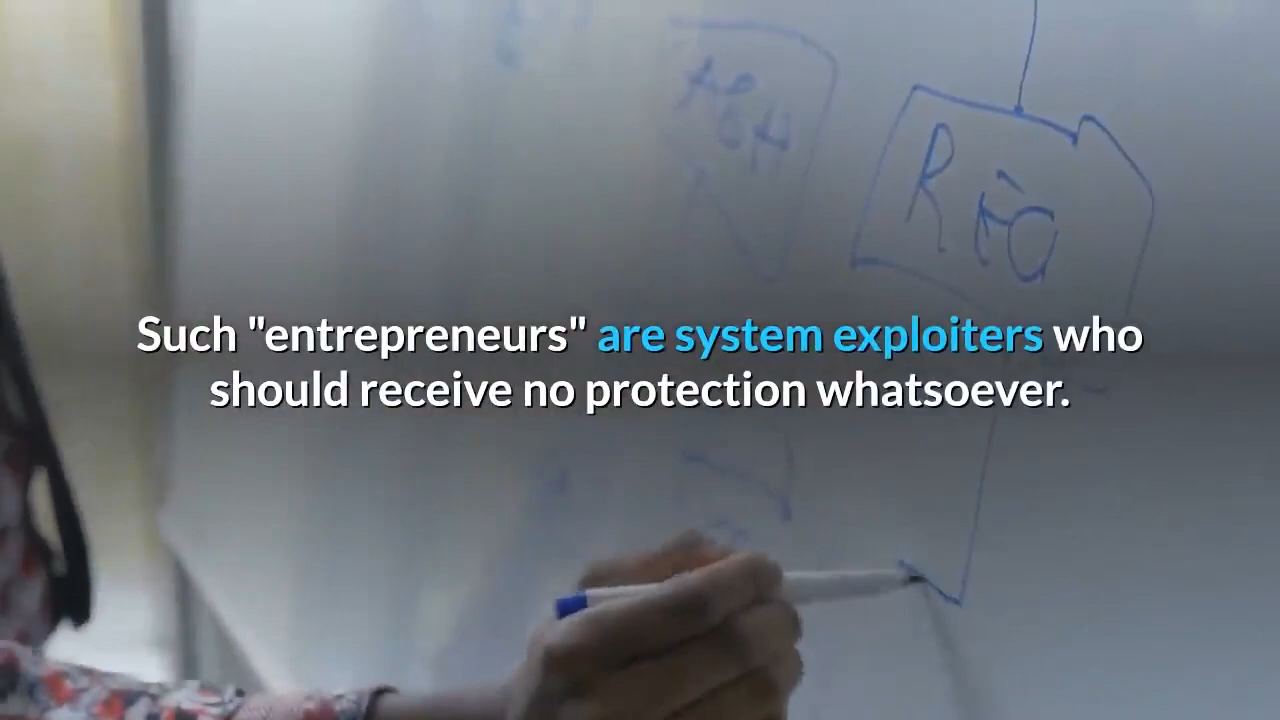 Such "entrepreneurs" are system exploiters who
should receive no protection whatsoever.